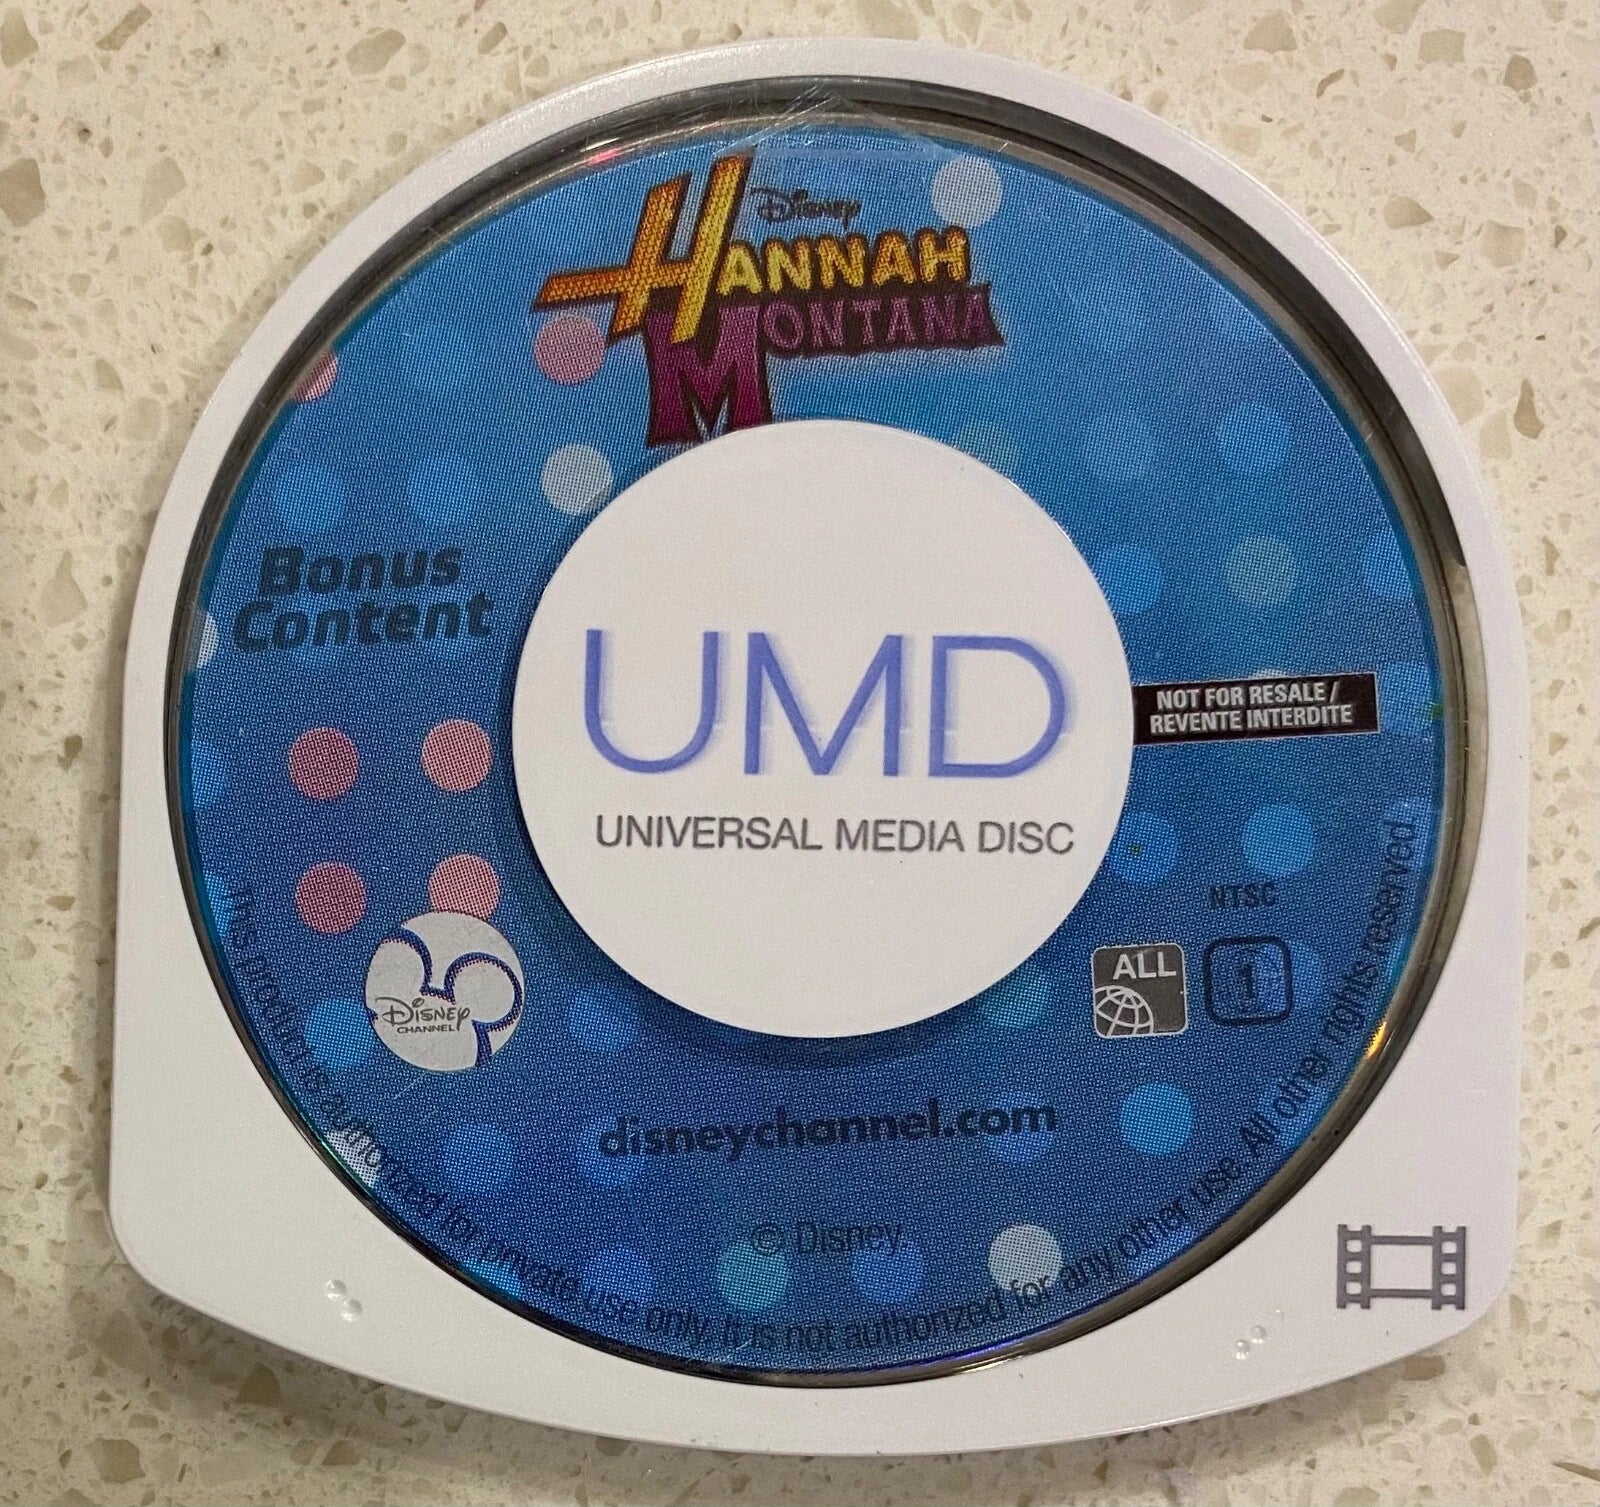 Disney
HANNAH
MONTANA
Bonus
Content
UMD
UNIVERSAL MEDIA DISC
NOT FOR RESALE/
REVENTE INTERDITE
NTSC
ALL
1
Disney
CHANNEL
disneychannel.com
© Disney
This product is authorized for private use only. It is not authorized for any other use. All other rights reserved